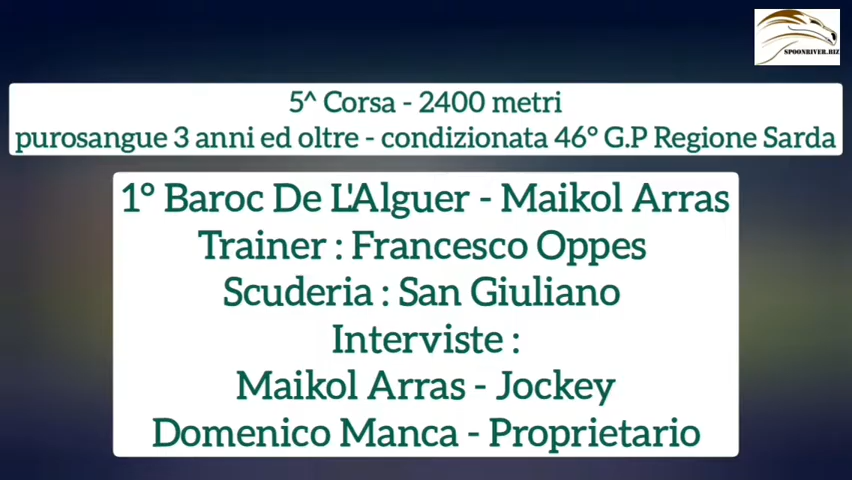 SPOONRIVER.BIZ
5^ Corsa - 2400 metri
purosangue 3 anni ed oltre - condizionata 46° G.P Regione Sarda
1° Baroc De L'Alguer - Maikol Arras
Trainer : Francesco Oppes
Scuderia : San Giuliano
Interviste :
Maikol Arras - Jockey
Domenico Manca - Proprietario